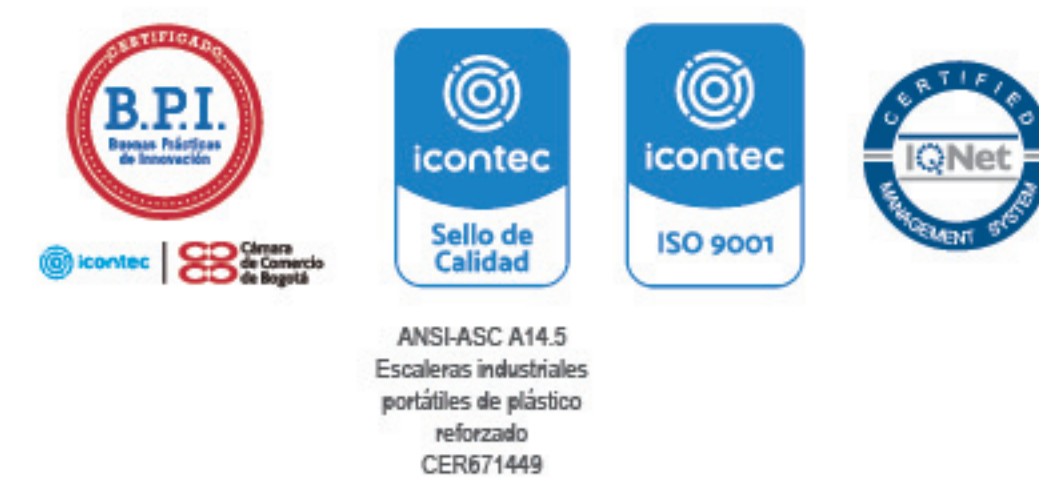 CERTIFICADO
B.P.I.
Buenas Prácticas
de Innovación
icontec
Cámara
de Comercio
de Bogotá
icontec
Sello de
Calidad
ANSI-ASC A14.5
Escaleras industriales
portátiles de plástico
reforzado
CER671449
icontec
ISO 9001
CERTIFIED
IQNet
MANAGEMENT SYSTEM